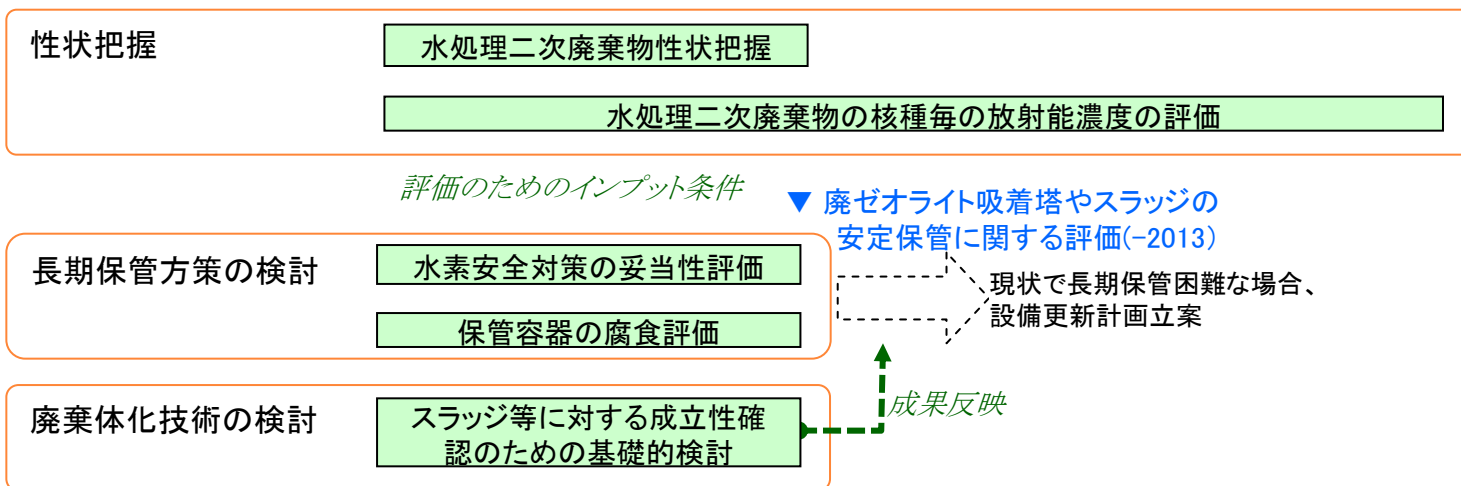 性状把握
水処理二次廃棄物性状把握
水処理二次廃棄物の核種毎の放射能濃度の評価
評価のためのインプット条件
▼ 廃ゼオライト吸着塔やスラッジの
安定保管に関する評価(-2013)
長期保管方策の検討
水素安全対策の妥当性評価
現状で長期保管困難な場合、
設備更新計画立案
保管容器の腐食評価
廃棄体化技術の検討
スラッジ等に対する成立性確
認のための基礎的検討
成果反映